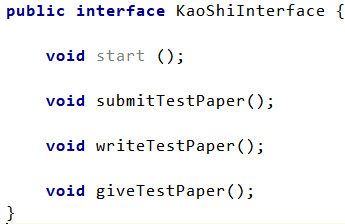 public interface KaoShiInterface {
void start ();
void submitTestPaper();
void writeTestPaper();
void giveTestPaper();
}